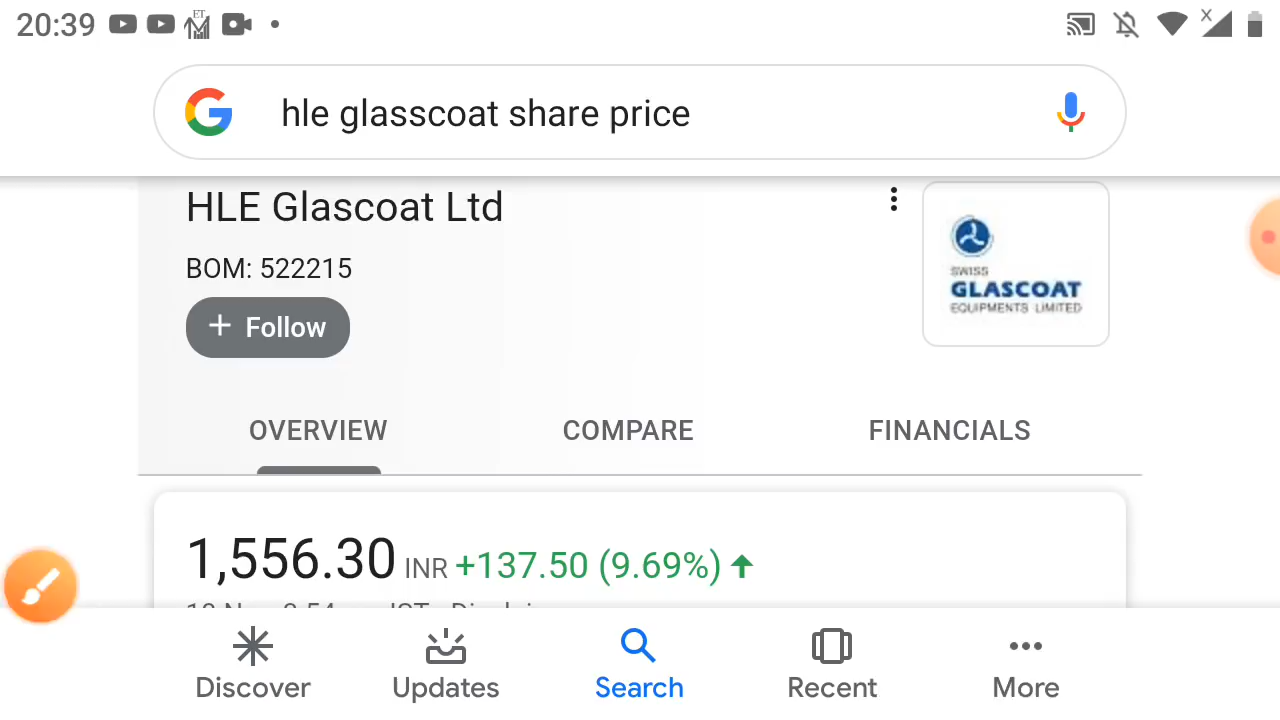 20:39
ET
X
hle glasscoat share price
HLE Glascoat Ltd
BOM: 522215
+ Follow
SWISS
GLASCOAT
EQUIPMENTS LIMITED
OVERVIEW COMPARE FINANCIALS
1,556.30 INR +137.50 (9.69%)
Discover Updates Search Recent More